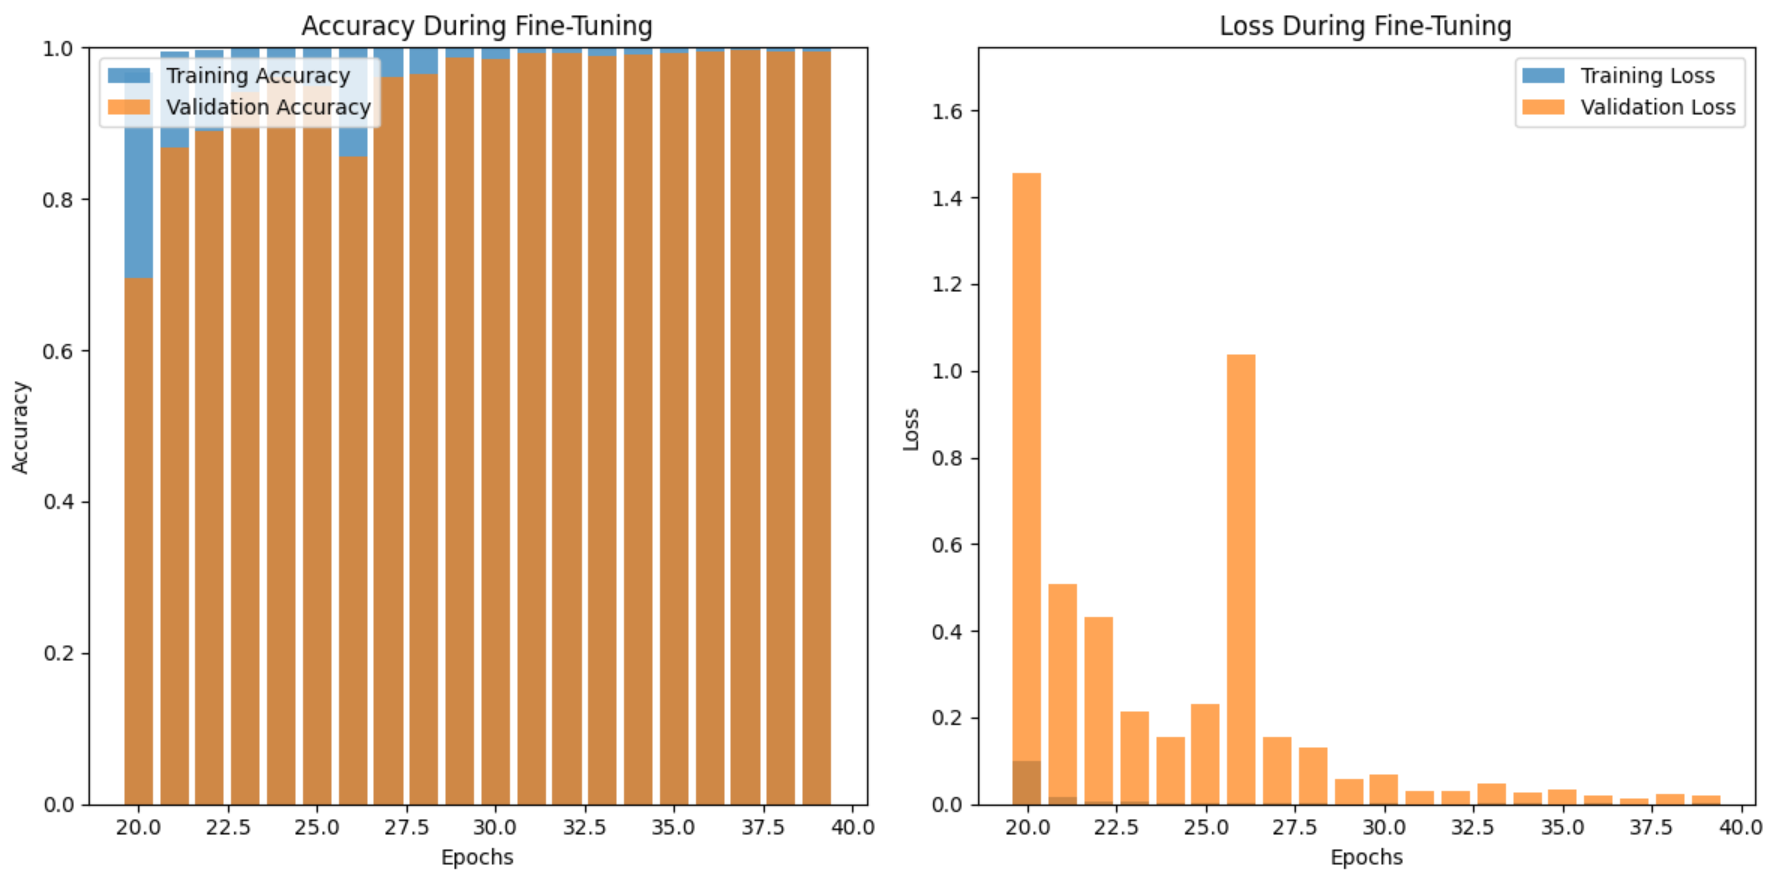 Accuracy During Fine-Tuning
Training Accuracy
Validation Accuracy
1.0
0.8
0.6
0.4
0.2
0.0
Accuracy
20.0 22.5 25.0 27.5 30.0 32.5 35.0 37.5 40.0
Epochs
Loss During Fine-Tuning
Training Loss
Validation Loss
1.6
1.4
1.2
1.0
0.8
0.6
0.4
0.2
0.0
Loss
20.0 22.5 25.0 27.5 30.0 32.5 35.0 37.5 40.0
Epochs